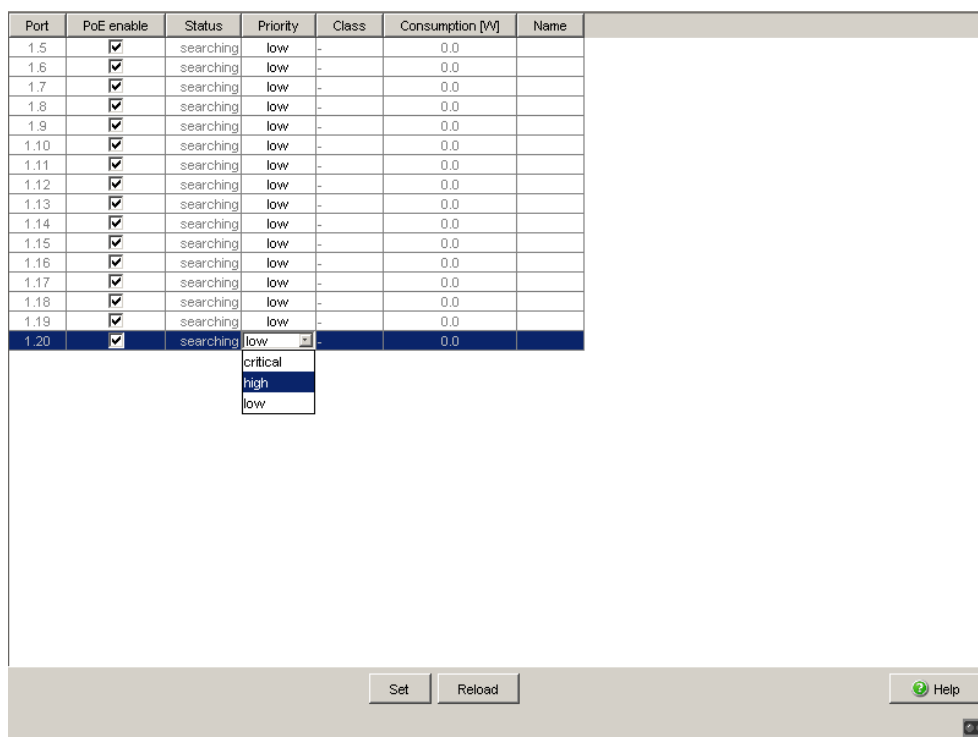 Port PoE enable Status Priority Class Consumption [W] Name
1.5 searching low - 0.0
1.6 searching low - 0.0
1.7 searching low - 0.0
1.8 searching low - 0.0
1.9 searching low - 0.0
1.10 searching low - 0.0
1.11 searching low - 0.0
1.12 searching low - 0.0
1.13 searching low - 0.0
1.14 searching low - 0.0
1.15 searching low - 0.0
1.16 searching low - 0.0
1.17 searching low - 0.0
1.18 searching low - 0.0
1.19 searching low - 0.0
1.20 searching low - 0.0
critical
high
low
Set Reload Help